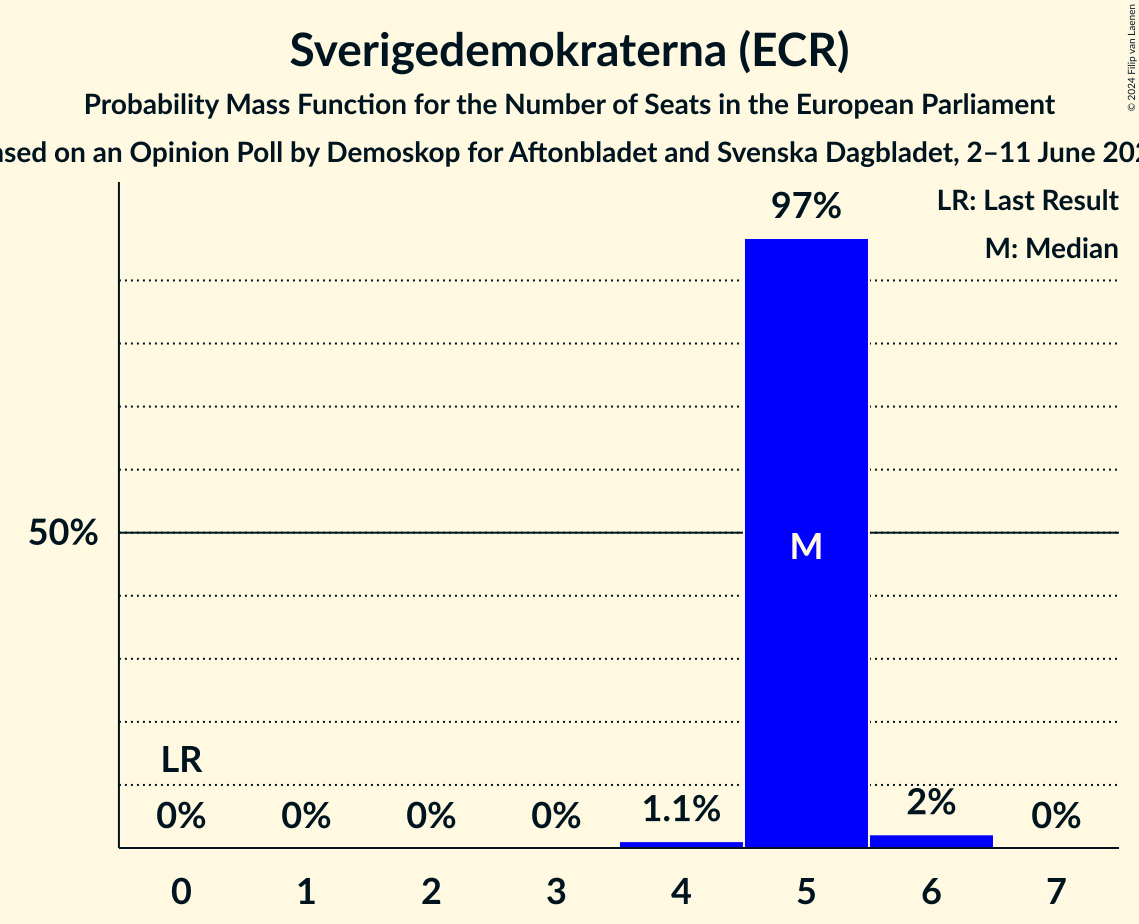 Sverigedemokraterna (ECR)
Probability Mass Function for the Number of Seats in the European Parliament
on an Opinion Poll by Demoskop for Aftonbladet and Svenska Dagbladet, 2–11 June
© 2024 Filip van Laenen
LR: Last Result
M: Median
97%
50%
M
LR
0% 0% 0% 0% 1.1% 2% 0%
0 1 2 3 4 5 6 7